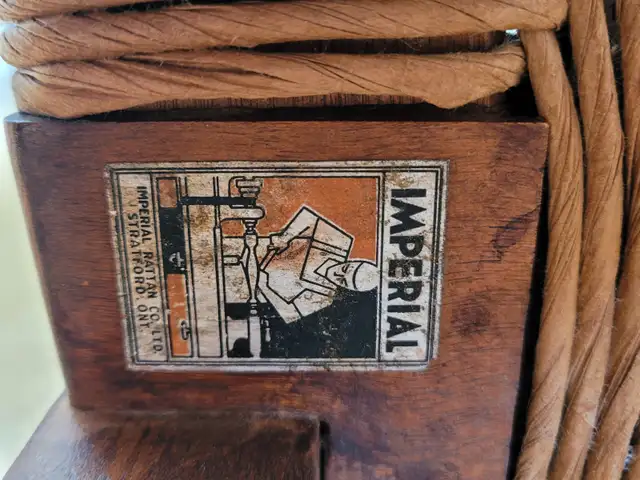 IMPERIAL
IMPERIAL RATTAN CO. LTD.
STRATFORD, ONT.